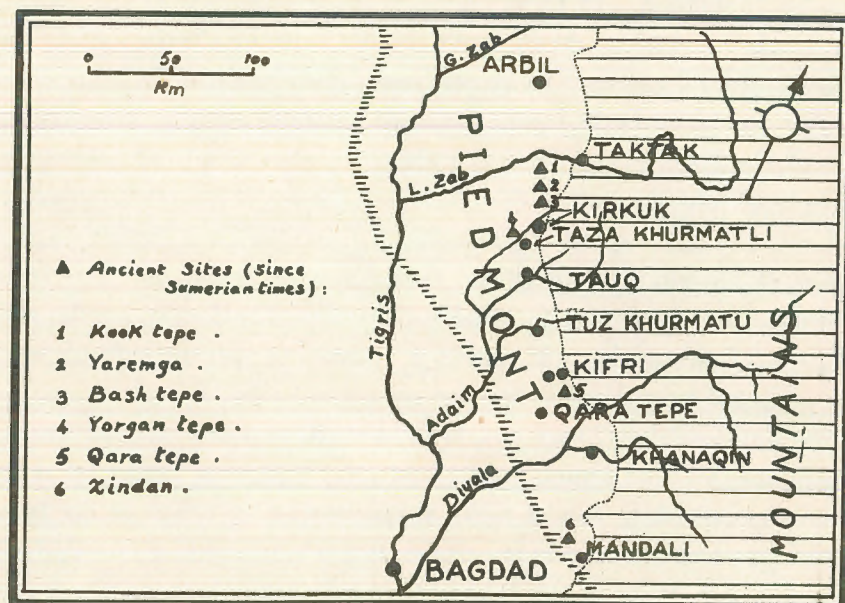 0 50 100
Km
G. Zab
ARBIL
PIEDMONT
TAKTAK
L. Zab
1
2
3
KIRKUK
4
TAZA KHURMATLI
▲ Ancient Sites (Since
Sumerian times) :
TAUQ
1 Kook tepe .
Tigris
TUZ KHURMATU
2 Yaremga .
KIFRI
3 Bash tepe .
5
Adaim
QARA TEPE
4 Yorgan tepe .
MOUNTAINS
5 Qara tepe .
KHANAQIN
6 Zindan .
Diyala
6
MANDALI
BAGDAD